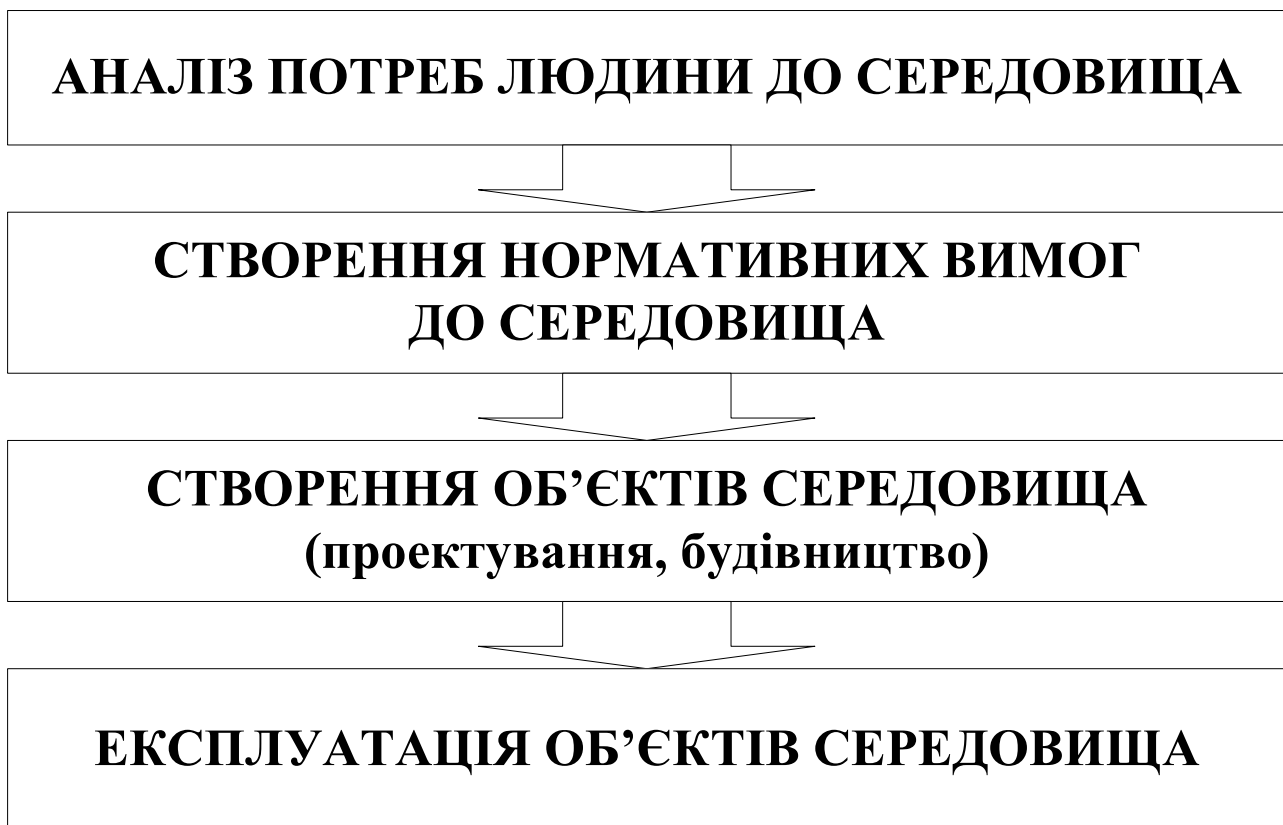 АНАЛІЗ ПОТРЕБ ЛЮДИНИ ДО СЕРЕДОВИЩА
СТВОРЕННЯ НОРМАТИВНИХ ВИМОГ
ДО СЕРЕДОВИЩА
СТВОРЕННЯ ОБ’ЄКТІВ СЕРЕДОВИЩА
(проектування, будівництво)
ЕКСПЛУАТАЦІЯ ОБ’ЄКТІВ СЕРЕДОВИЩА